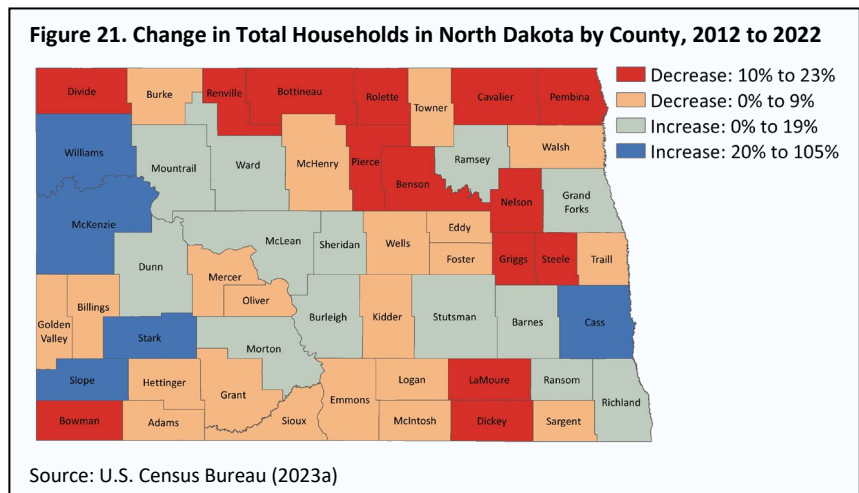 Figure 21. Change in Total Households in North Dakota by County, 2012 to 2022
Decrease: 10% to 23%
Decrease: 0% to 9%
Increase: 0% to 19%
Increase: 20% to 105%
Divide
Burke
Renville
Bottineau
Rolette
Towner
Cavalier
Pembina
Williams
Mountrail
Ward
McHenry
Pierce
Benson
Ramsey
Walsh
McKenzie
Nelson
Grand
Forks
McLean
Sheridan
Wells
Eddy
Foster
Griggs
Steele
Traill
Dunn
Mercer
Oliver
Golden
Valley
Billings
Stark
Morton
Burleigh
Kidder
Stutsman
Barnes
Cass
Slope
Hettinger
Grant
Emmons
Logan
LaMoure
Ransom
Richland
Bowman
Adams
Sioux
McIntosh
Dickey
Sargent
Source: U.S. Census Bureau (2023a)